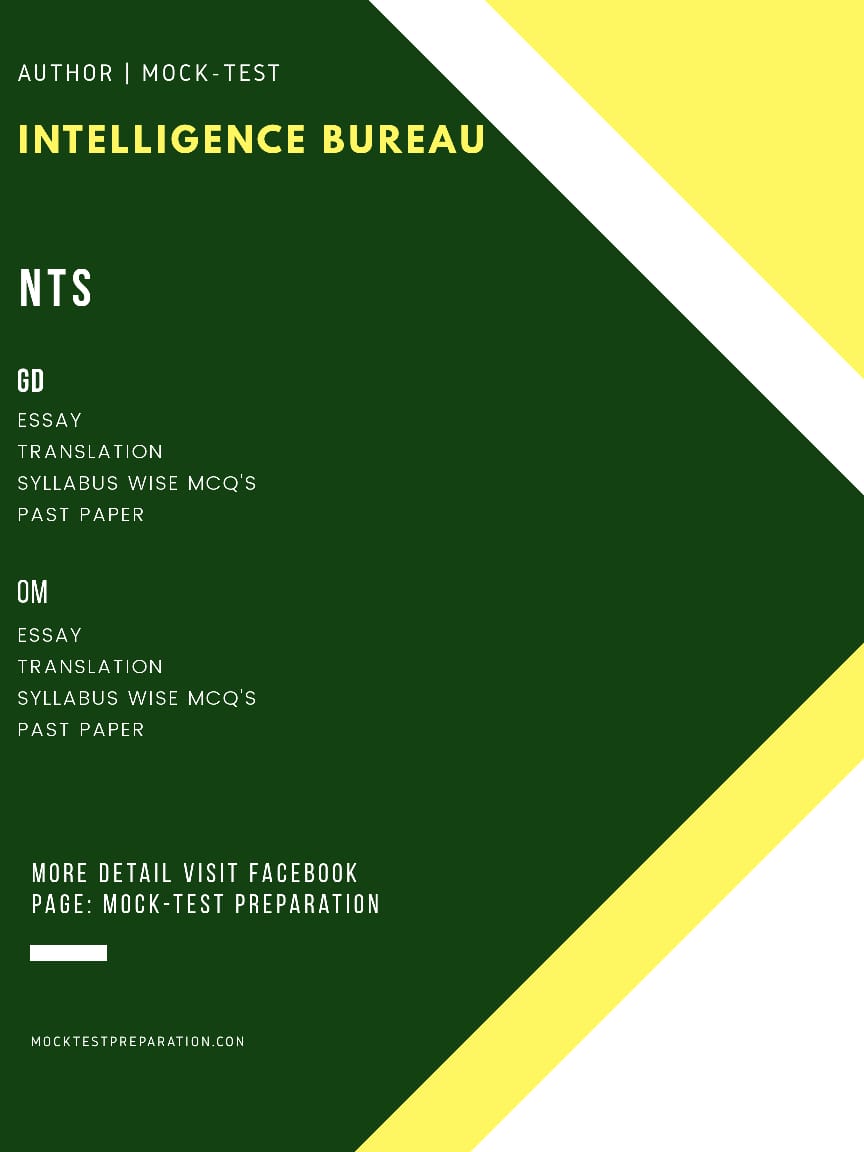 AUTHOR | MOCK-TEST
INTELLIGENCE BUREAU
NTS
GD
ESSAY
TRANSLATION
SYLLABUS WISE MCQ'S
PAST PAPER
OM
ESSAY
TRANSLATION
SYLLABUS WISE MCQ'S
PAST PAPER
MORE DETAIL VISIT FACEBOOK
PAGE: MOCK-TEST PREPARATION
MOCKTESTPREPARATION.CON